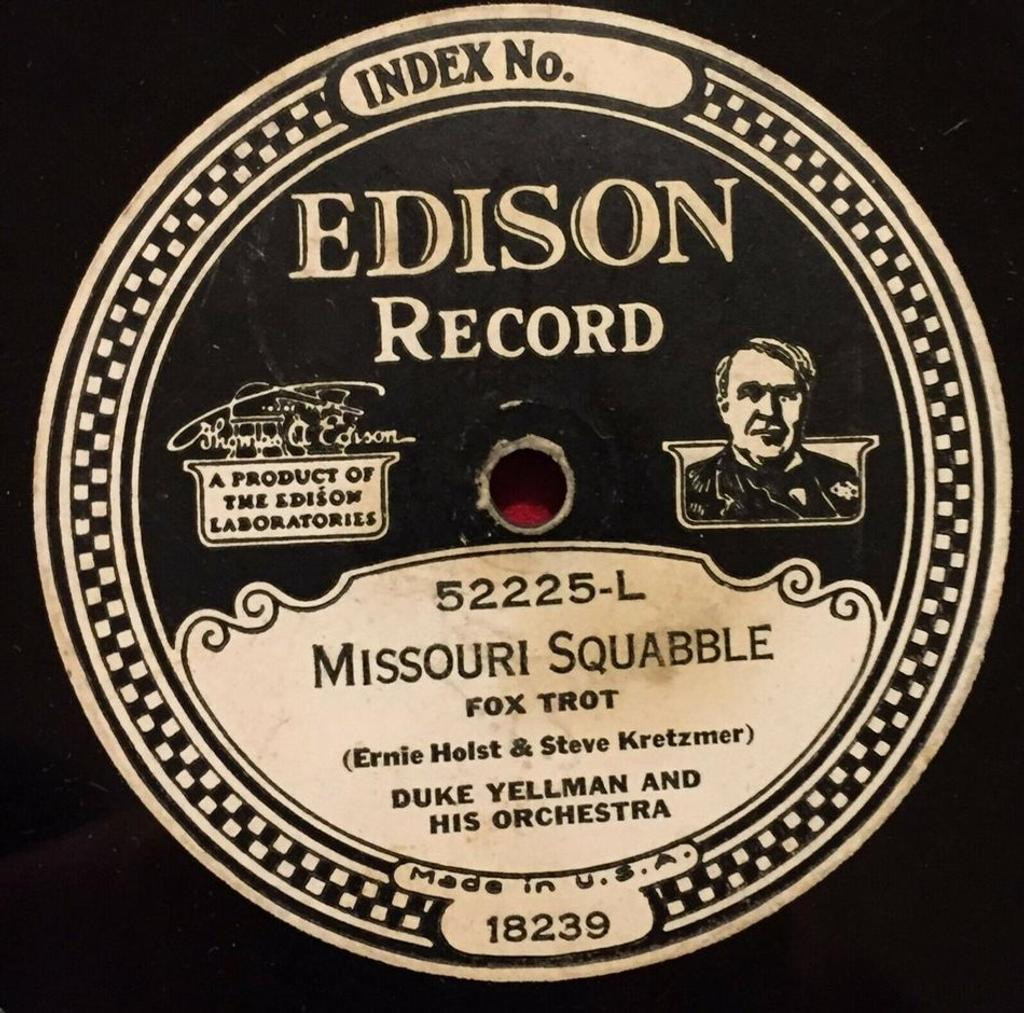 INDEX No.
EDISON
RECORD
Thomas A Edison
A PRODUCT OF
THE EDISON
LABORATORIES
52225-L
MISSOURI SQUABBLE
FOX TROT
(Ernie Holst & Steve Kretzmer)
DUKE YELLMAN AND
HIS ORCHESTRA
Made in U.S.A.
18239